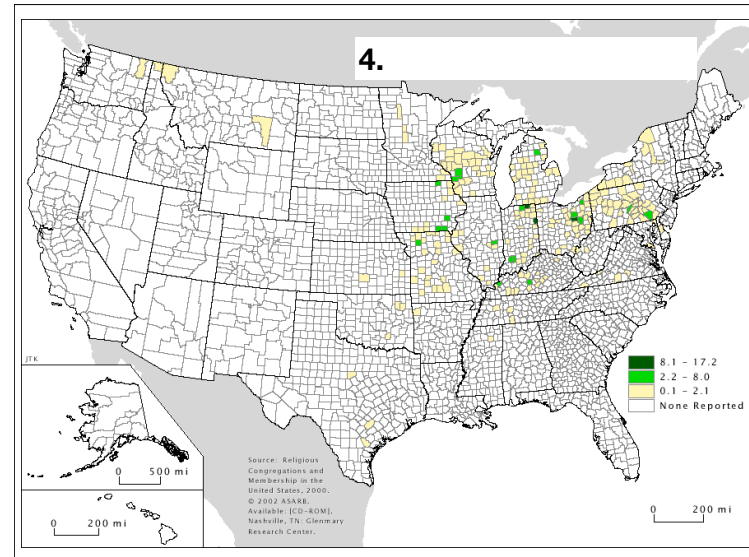 4.
JTK
8.1 – 17.2
2.2 – 8.0
0.1 – 2.1
None Reported
Source: Religious
Congregations and
Membership in the
United States, 2000.
© 2002 ASARB.
Available: [CD-ROM],
Nashville, TN: Glenmary
Research Center.
0 500 mi
0 200 mi
0 200 mi